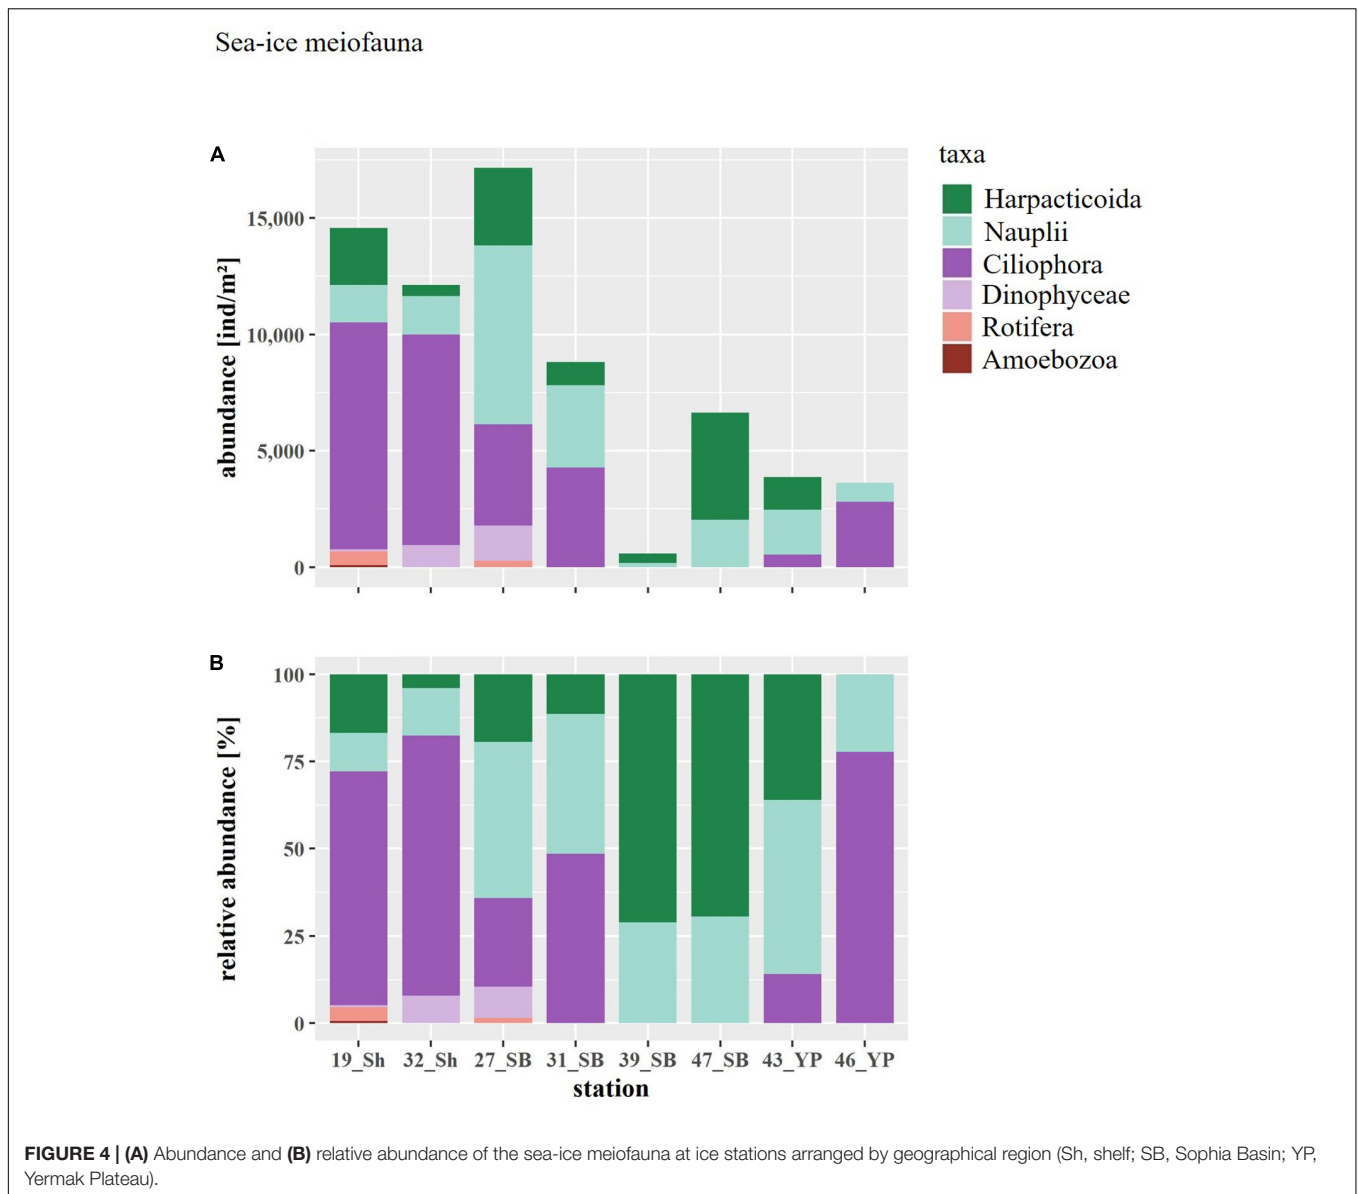 Sea-ice meiofauna
A
taxa
Harpacticoida
Nauplii
Ciliophora
Dinophyceae
Rotifera
Amoebozoa
abundance [ind/m²]
15,000
10,000
5,000
0
B
relative abundance [%]
100
75
50
25
0
19_Sh 32_Sh 27_SB 31_SB 39_SB 47_SB 43_YP 46_YP
station
FIGURE 4 | (A) Abundance and (B) relative abundance of the sea-ice meiofauna at ice stations arranged by geographical region (Sh, shelf; SB, Sophia Basin; YP,
Yermak Plateau).